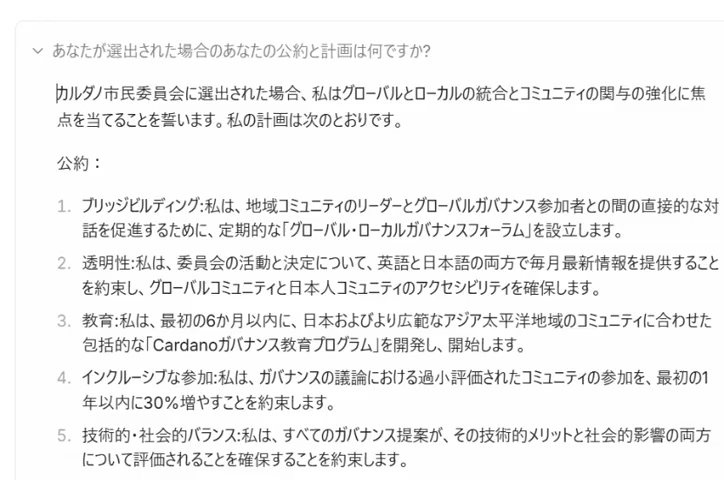 あなたが選出された場合のあなたの公約と計画は何ですか?
カルダノ市民委員会に選出された場合、私はグローバルとローカルの統合とコミュニティの関与の強化に焦
点を当てることを誓います。私の計画は次のとおりです。
公約：
1. ブリッジビルディング:私は、地域コミュニティのリーダーとグローバルガバナンス参加者との間の直接的な対
話を促進するために、定期的な「グローバル・ローカルガバナンスフォーラム」を設立します。
2. 透明性:私は、委員会の活動と決定について、英語と日本語の両方で毎月最新情報を提供すること
を約束し、グローバルコミュニティと日本人コミュニティのアクセシビリティを確保します。
3. 教育:私は、最初の6か月以内に、日本およびより広範なアジア太平洋地域のコミュニティに合わせた
包括的な「Cardanoガバナンス教育プログラム」を開発し、開始します。
4. インクルーシブな参加:私は、ガバナンスの議論における過小評価されたコミュニティの参加を、最初の1
年以内に30%増やすことを約束します。
5. 技術的・社会的バランス:私は、すべてのガバナンス提案が、その技術的メリットと社会的影響の両方
について評価されることを確保することを約束します。